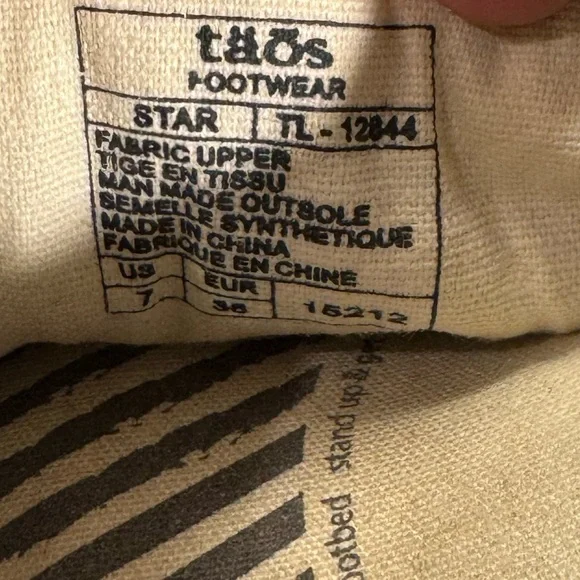 taos
FOOTWEAR
STAR TL - 12844
FABRIC UPPER
TIGE EN TISSU
MAN MADE OUTSOLE
SEMELLE SYNTHETIQUE
MADE IN CHINA
FABRIQUE EN CHINE
US EUR
7 38 15212
stand up &